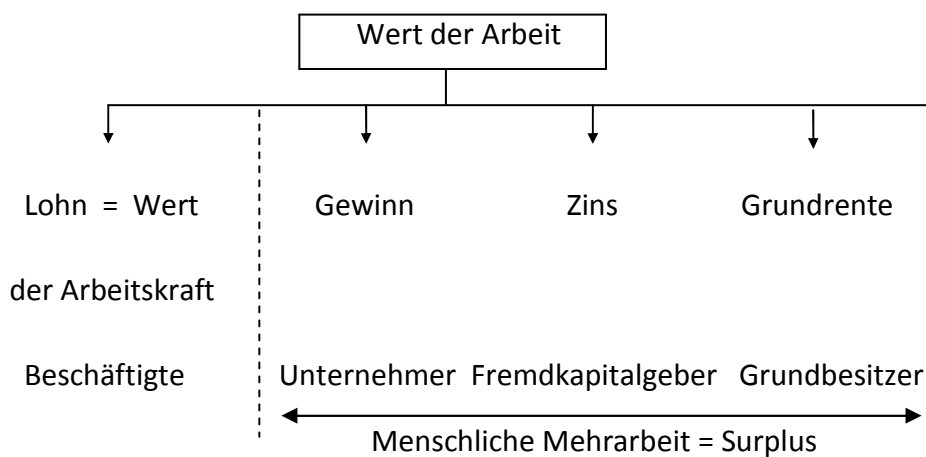 Wert der Arbeit
Lohn = Wert Gewinn Zins Grundrente
der Arbeitskraft
Beschäftigte Unternehmer Fremdkapitalgeber Grundbesitzer
Menschliche Mehrarbeit = Surplus